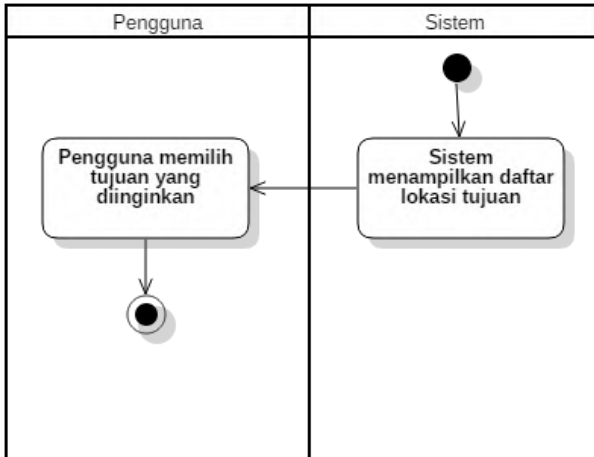 Pengguna
Sistem
Pengguna memilih
tujuan yang
diinginkan
Sistem
menampilkan daftar
lokasi tujuan